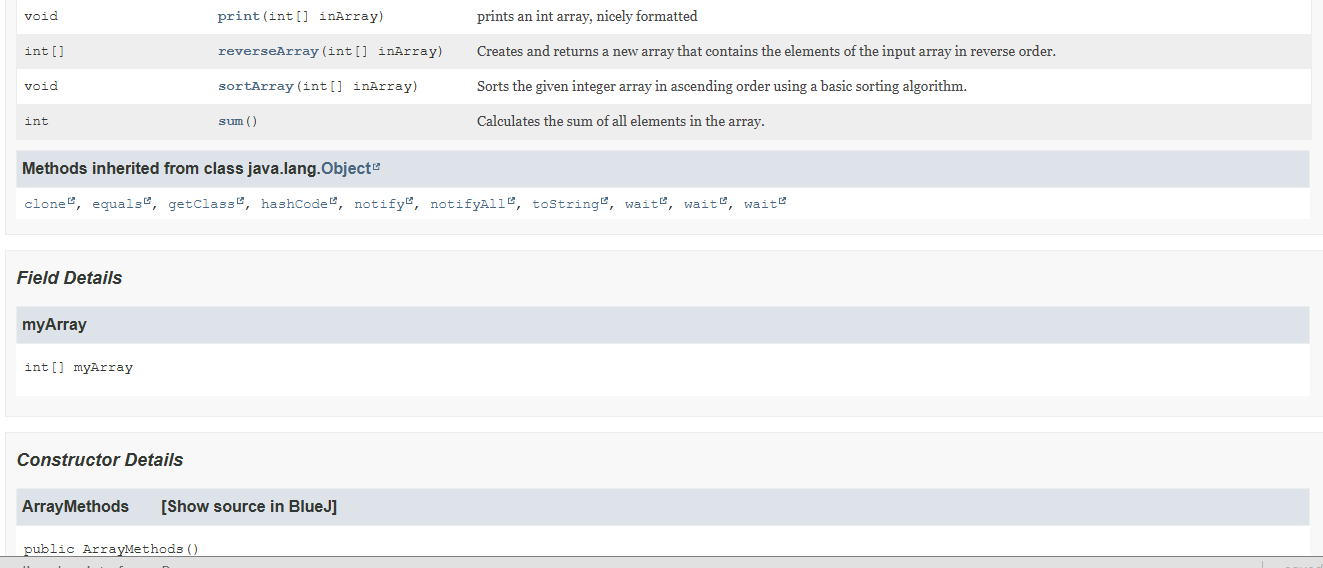 void print(int[] inArray) prints an int array, nicely formatted
int[] reverseArray(int[] inArray) Creates and returns a new array that contains the elements of the input array in reverse order.
void sortArray(int[] inArray) Sorts the given integer array in ascending order using a basic sorting algorithm.
int sum() Calculates the sum of all elements in the array.
Methods inherited from class java.lang.Object
clone, equals, getClass, hashCode, notify, notifyAll, toString, wait, wait, wait
Field Details
myArray
int[] myArray
Constructor Details
ArrayMethods [Show source in BlueJ]
public ArrayMethods()